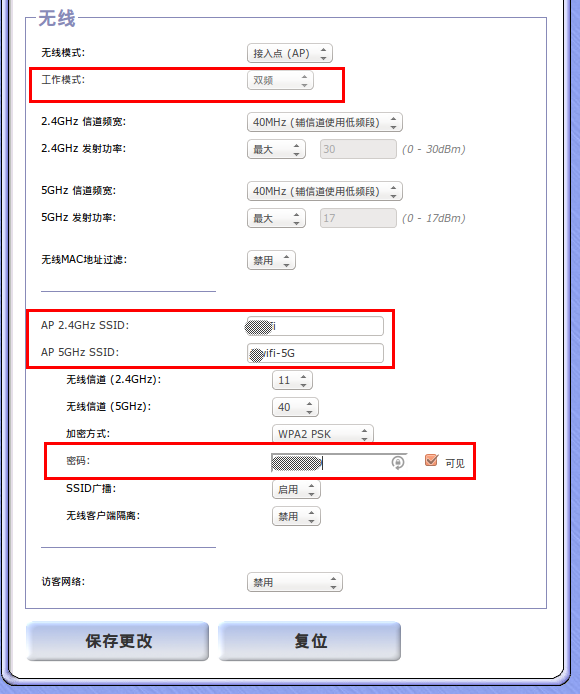 无线
无线模式: 接入点 (AP)
工作模式: 双频
2.4GHz 信道频宽: 40MHz (辅信道使用低频段)
2.4GHz 发射功率: 最大 30 (0 - 30dBm)
5GHz 信道频宽: 40MHz (辅信道使用低频段)
5GHz 发射功率: 最大 17 (0 - 17dBm)
无线MAC地址过滤: 禁用
AP 2.4GHz SSID:
AP 5GHz SSID: ifi-5G
无线信道 (2.4GHz): 11
无线信道 (5GHz): 40
加密方式: WPA2 PSK
密码: 可见
SSID广播: 启用
无线客户端隔离: 禁用
访客网络: 禁用
保存更改 复位